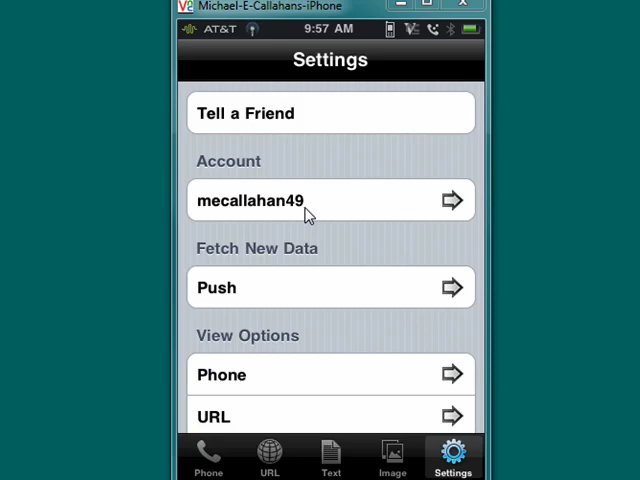 Michael-E-Callahans-iPhone
AT&T 9:57 AM
Settings
Tell a Friend
Account
mecallahan49
Fetch New Data
Push
View Options
Phone
URL
Phone URL Text Image Settings